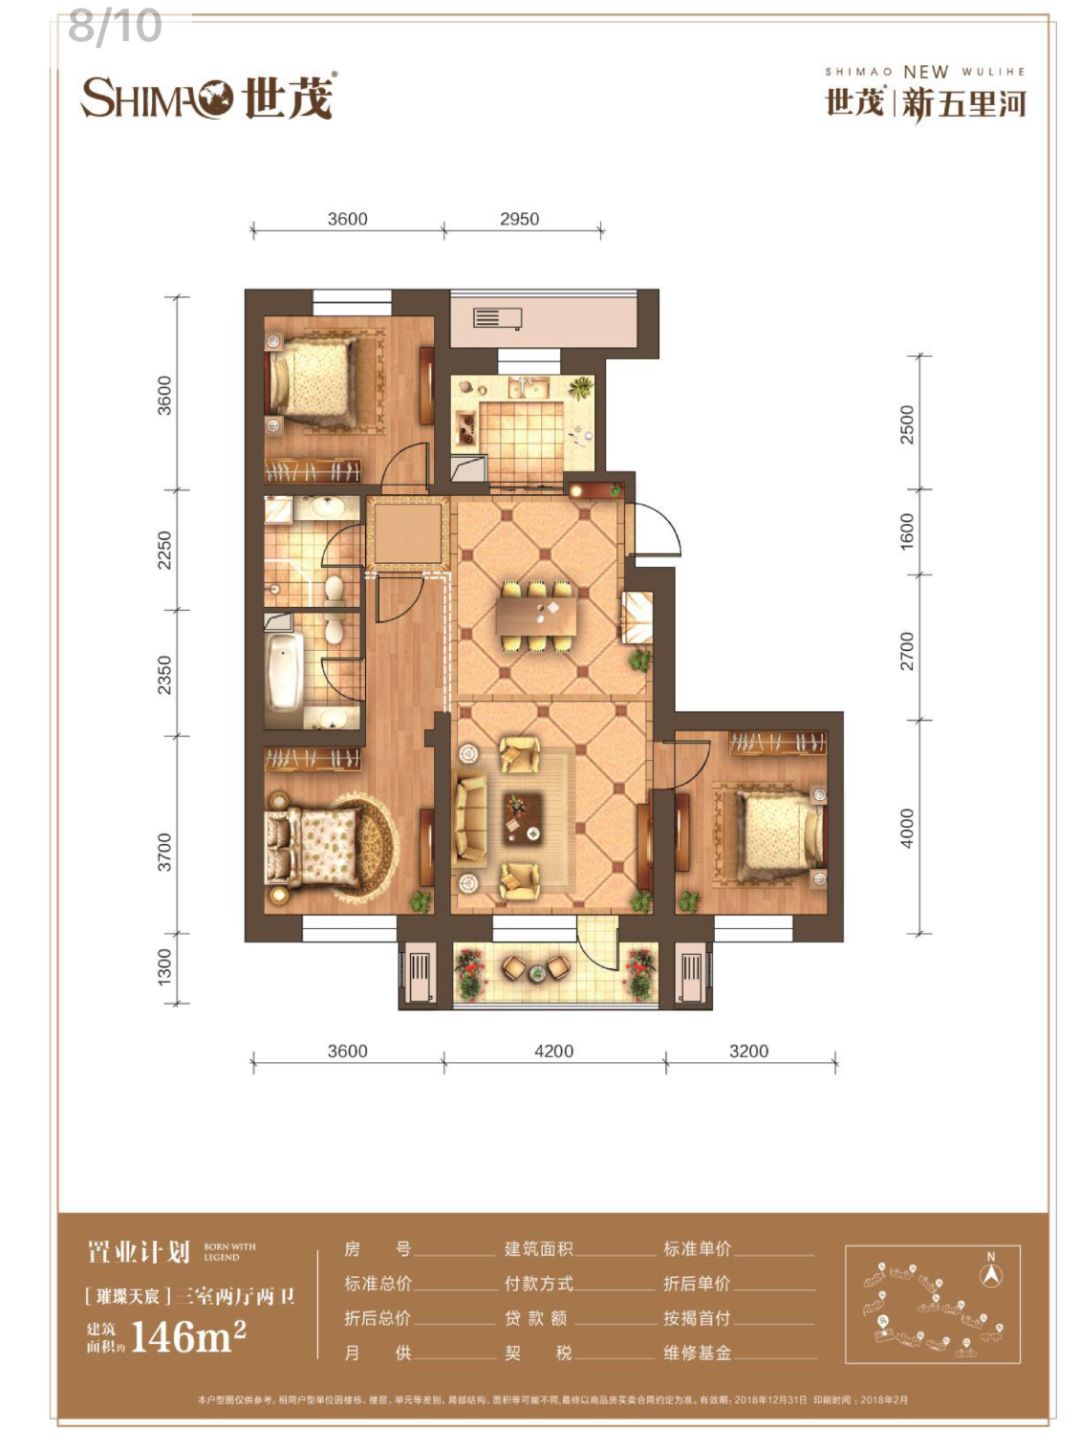 8/10
SHIMAO 世茂
SHIMAO NEW WULIHE
世茂 | 新五里河
3600 2950
3600
2250
2350
3700
1300
2500
1600
2700
4000
3600 4200 3200
置业计划 BORN WITH LEGEND
[ 璀璨天宸 ] 三室两厅两卫
建筑面积约 146m²
房 号 建筑面积 标准单价
标准总价 付款方式 折后单价
折后总价 贷 款 额 按揭首付
月 供 契 税 维修基金
N
本户型图仅供参考，相同户型单位因楼栋、楼层、单元等差别，局部结构、面积等可能不同，最终以商品房买卖合同约定为准。有效期：2018年12月31日 印刷时间：2018年2月